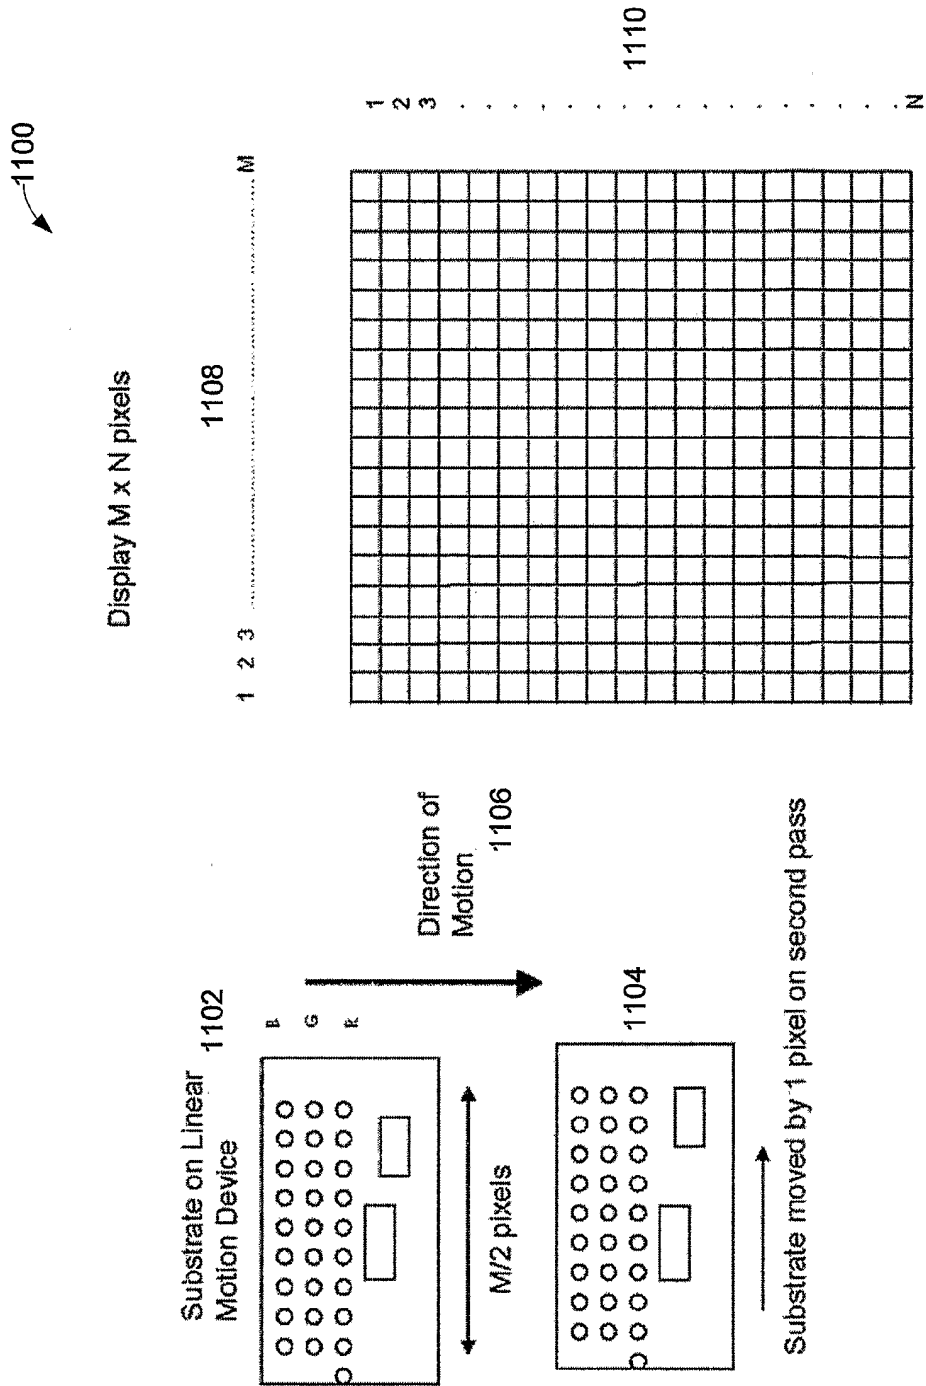 1100
Display M x N pixels
1108
1 2 3 M
1
2
3
N
1110
Substrate on Linear
Motion Device
1102
B
G
R
Direction of
Motion
1106
M/2 pixels
1104
Substrate moved by 1 pixel on second pass